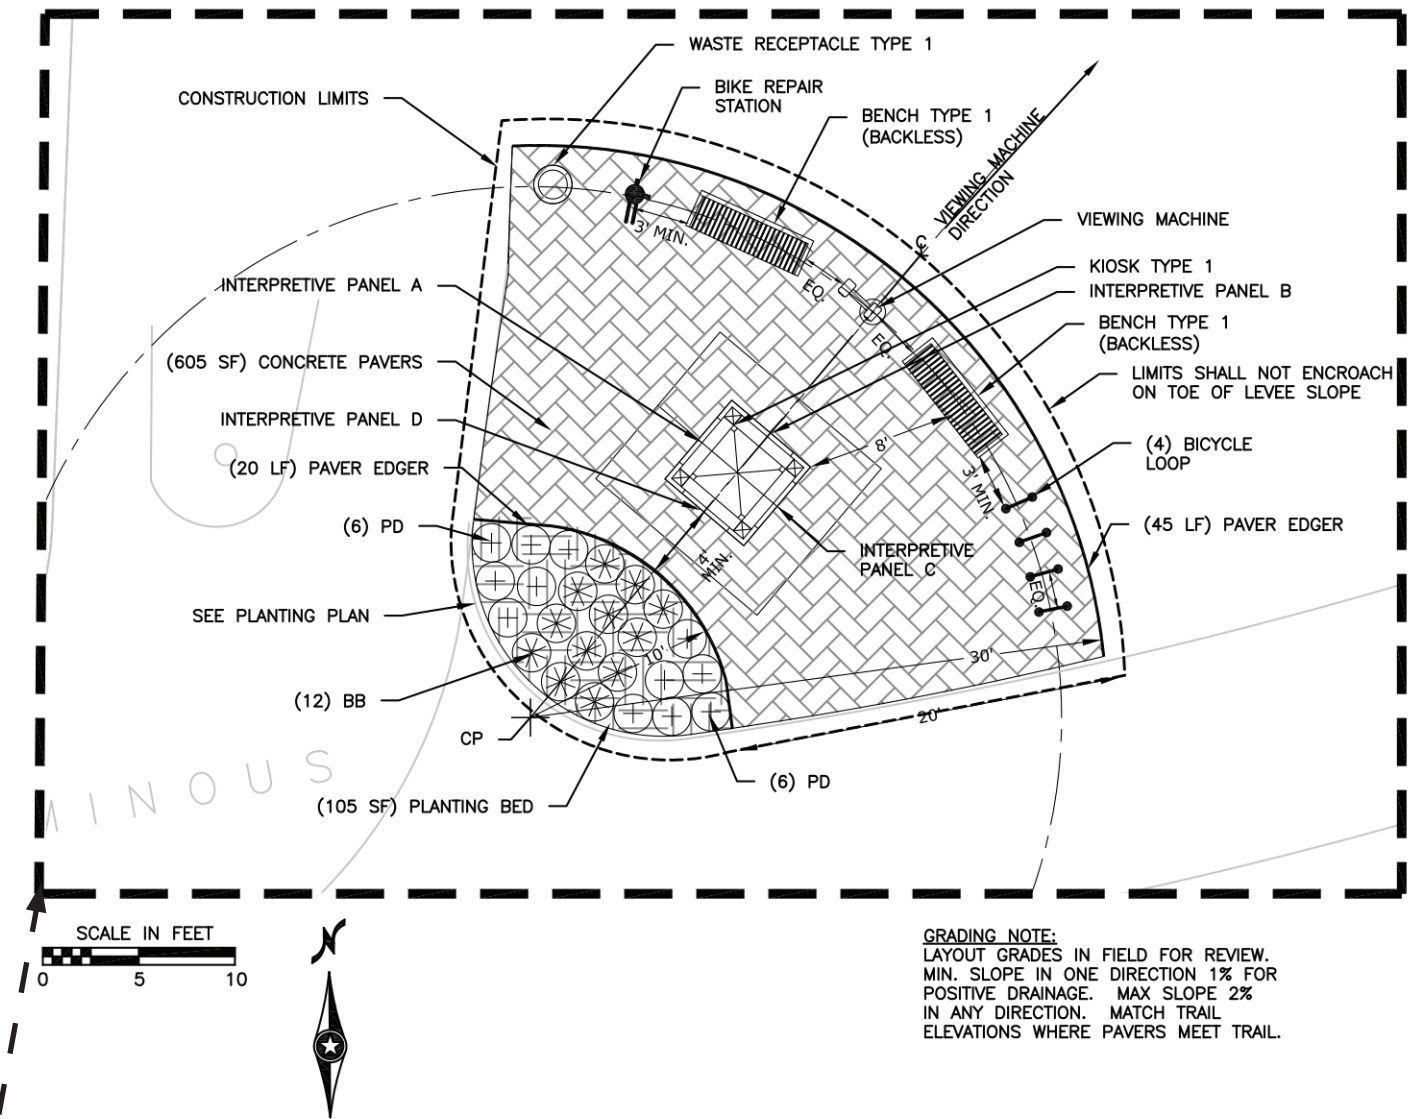 WASTE RECEPTACLE TYPE 1
CONSTRUCTION LIMITS
BIKE REPAIR
STATION
BENCH TYPE 1
(BACKLESS)
VIEWING MACHINE
DIRECTION
VIEWING MACHINE
3' MIN.
INTERPRETIVE PANEL A
EQ.
KIOSK TYPE 1
INTERPRETIVE PANEL B
BENCH TYPE 1
(BACKLESS)
EQ.
(605 SF) CONCRETE PAVERS
LIMITS SHALL NOT ENCROACH
ON TOE OF LEVEE SLOPE
INTERPRETIVE PANEL D
8'
(4) BICYCLE
LOOP
(20 LF) PAVER EDGER
3' MIN.
(6) PD
(45 LF) PAVER EDGER
4'
MIN.
INTERPRETIVE
PANEL C
EQ.
SEE PLANTING PLAN
10'
30'
(12) BB
20'
CP
(6) PD
MINOUS
(105 SF) PLANTING BED
SCALE IN FEET
0 5 10
N
GRADING NOTE:
LAYOUT GRADES IN FIELD FOR REVIEW.
MIN. SLOPE IN ONE DIRECTION 1% FOR
POSITIVE DRAINAGE. MAX SLOPE 2%
IN ANY DIRECTION. MATCH TRAIL
ELEVATIONS WHERE PAVERS MEET TRAIL.